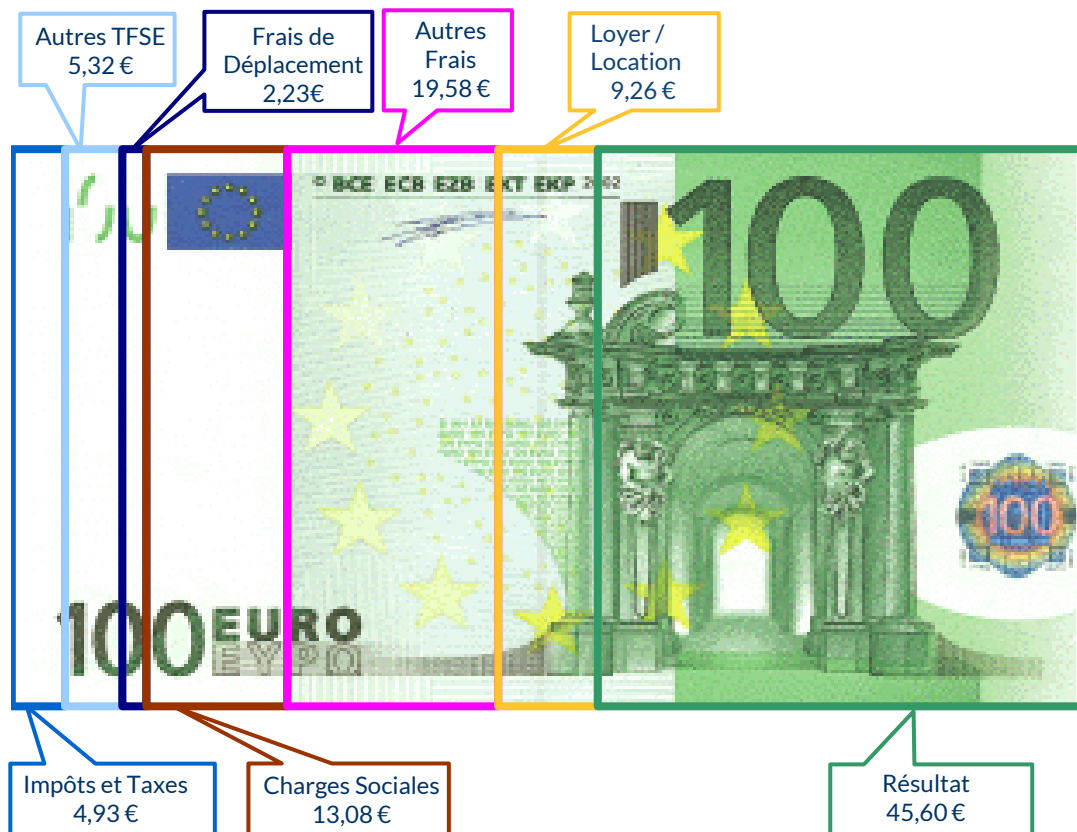 Autres TFSE
5,32 €
Frais de
Déplacement
2,23€
Autres
Frais
19,58 €
Loyer /
Location
9,26 €
© BCE ECB EZB EKT EKP 2002
100
100
100 EURO
ΕΥΡΩ
Impôts et Taxes
4,93 €
Charges Sociales
13,08 €
Résultat
45,60 €